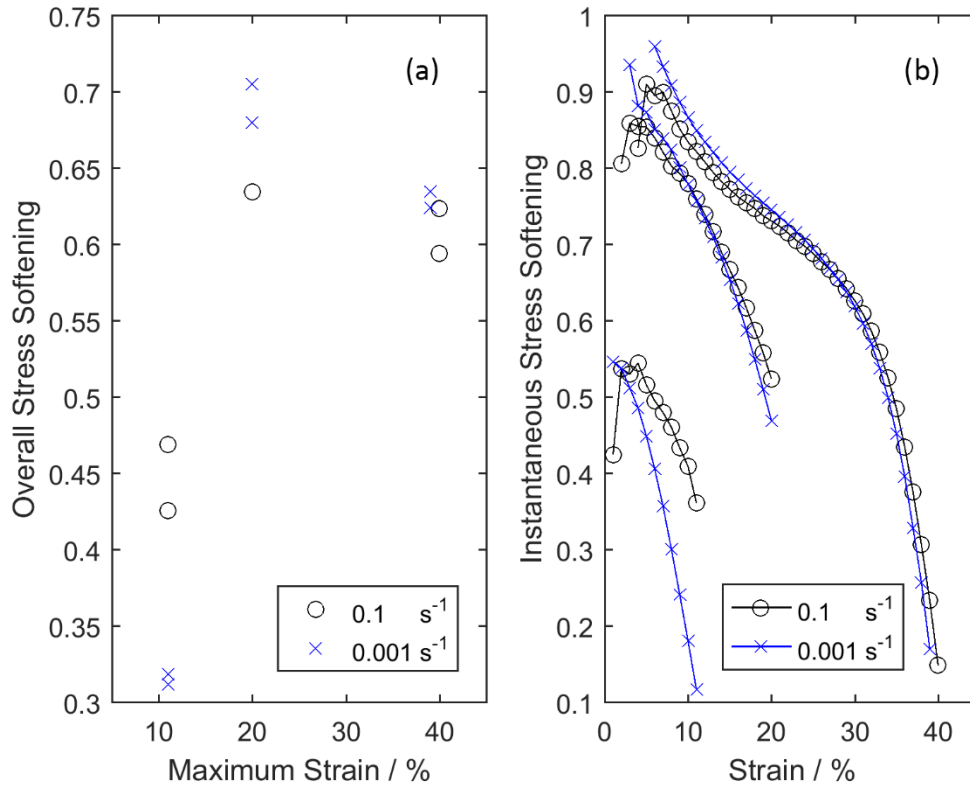 (a)
Overall Stress Softening
0.75
0.7
0.65
0.6
0.55
0.5
0.45
0.4
0.35
0.3
10 20 30 40
Maximum Strain / %
0.1 s⁻¹
0.001 s⁻¹
(b)
Instantaneous Stress Softening
1
0.9
0.8
0.7
0.6
0.5
0.4
0.3
0.2
0.1
0 10 20 30 40
Strain / %
0.1 s⁻¹
0.001 s⁻¹